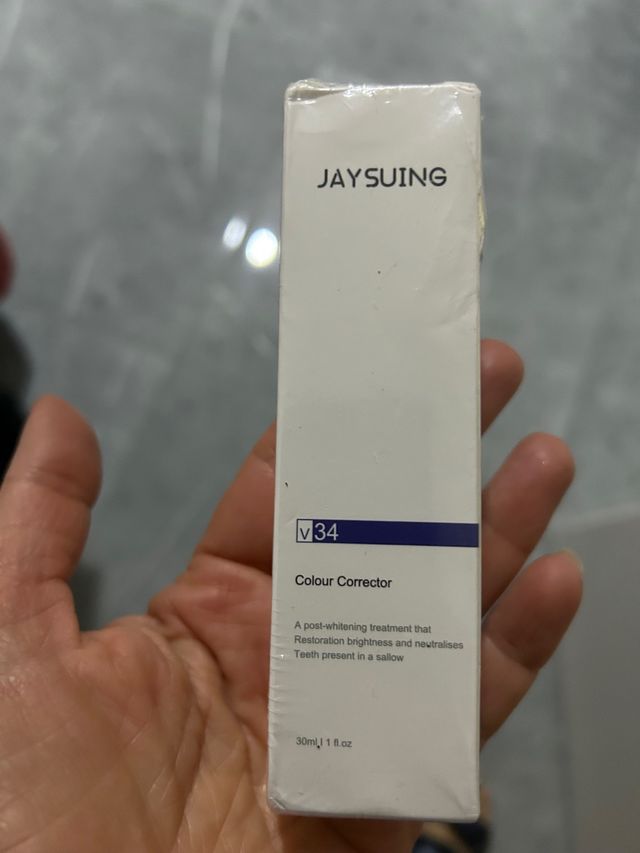 JAYSUING
v34
Colour Corrector
A post-whitening treatment that
Restoration brightness and neutralises
Teeth present in a sallow
30ml | 1 fl.oz